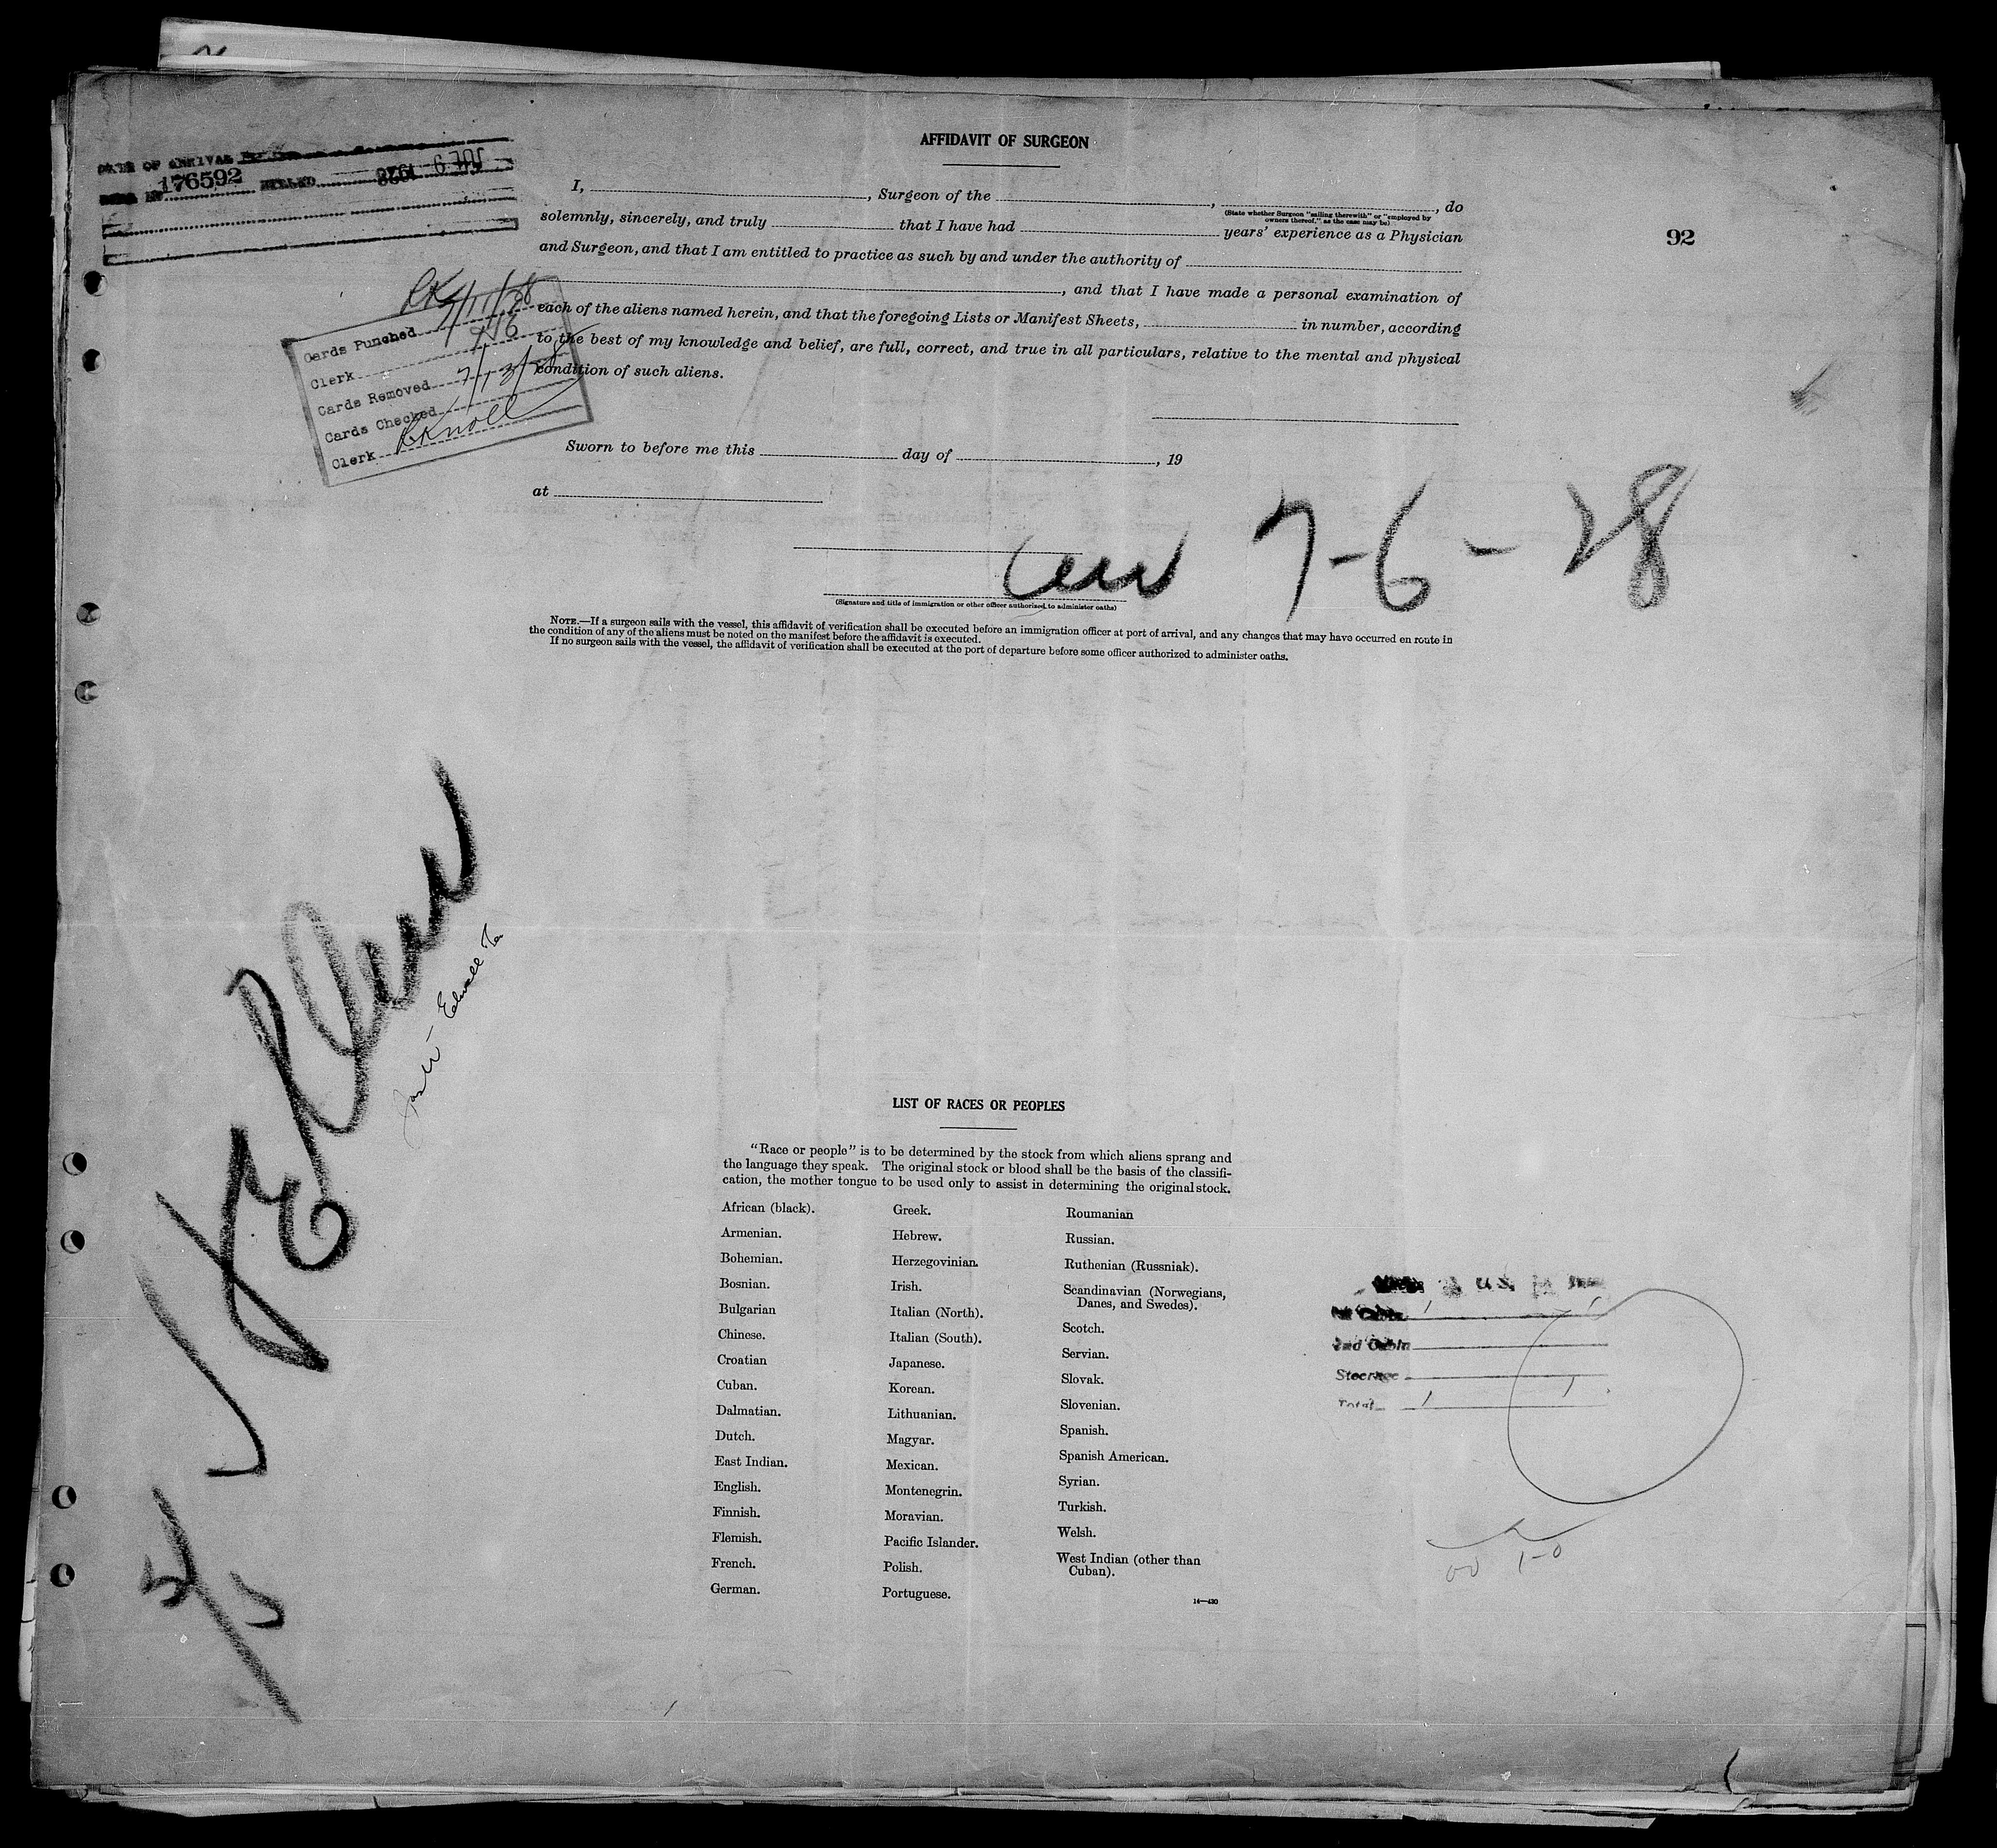 DATE OF ARRIVAL
176592
JUL 9 1928
AFFIDAVIT OF SURGEON
I, , Surgeon of the , , do
(State whether Surgeon "sailing therewith" or "employed by
owners thereof," as the case may be)
solemnly, sincerely, and truly that I have had years' experience as a Physician
and Surgeon, and that I am entitled to practice as such by and under the authority of
, and that I have made a personal examination of
each of the aliens named herein, and that the foregoing Lists or Manifest Sheets, in number, according
to the best of my knowledge and belief, are full, correct, and true in all particulars, relative to the mental and physical
condition of such aliens.
92
Cards Punched 7/11/28
Clerk
Cards Removed 7/13/28
Cards Checked
Clerk RKnoll
Sworn to before me this day of , 19
at
7-6-28
(Signature and title of immigration or other officer authorized to administer oaths)
NOTE.—If a surgeon sails with the vessel, this affidavit of verification shall be executed before an immigration officer at port of arrival, and any changes that may have occurred en route in
the condition of any of the aliens must be noted on the manifest before the affidavit is executed.
If no surgeon sails with the vessel, the affidavit of verification shall be executed at the port of departure before some officer authorized to administer oaths.
LIST OF RACES OR PEOPLES
"Race or people" is to be determined by the stock from which aliens sprang and
the language they speak. The original stock or blood shall be the basis of the classifi-
cation, the mother tongue to be used only to assist in determining the original stock.
African (black).
Armenian.
Bohemian.
Bosnian.
Bulgarian
Chinese.
Croatian
Cuban.
Dalmatian.
Dutch.
East Indian.
English.
Finnish.
Flemish.
French.
German.
Greek.
Hebrew.
Herzegovinian.
Irish.
Italian (North).
Italian (South).
Japanese.
Korean.
Lithuanian.
Magyar.
Mexican.
Montenegrin.
Moravian.
Pacific Islander.
Polish.
Portuguese.
Roumanian
Russian.
Ruthenian (Russniak).
Scandinavian (Norwegians,
Danes, and Swedes).
Scotch.
Servian.
Slovak.
Slovenian.
Spanish.
Spanish American.
Syrian.
Turkish.
Welsh.
West Indian (other than
Cuban).
14—430
U.S.
2nd Cabin
Steerage
Total 1 1